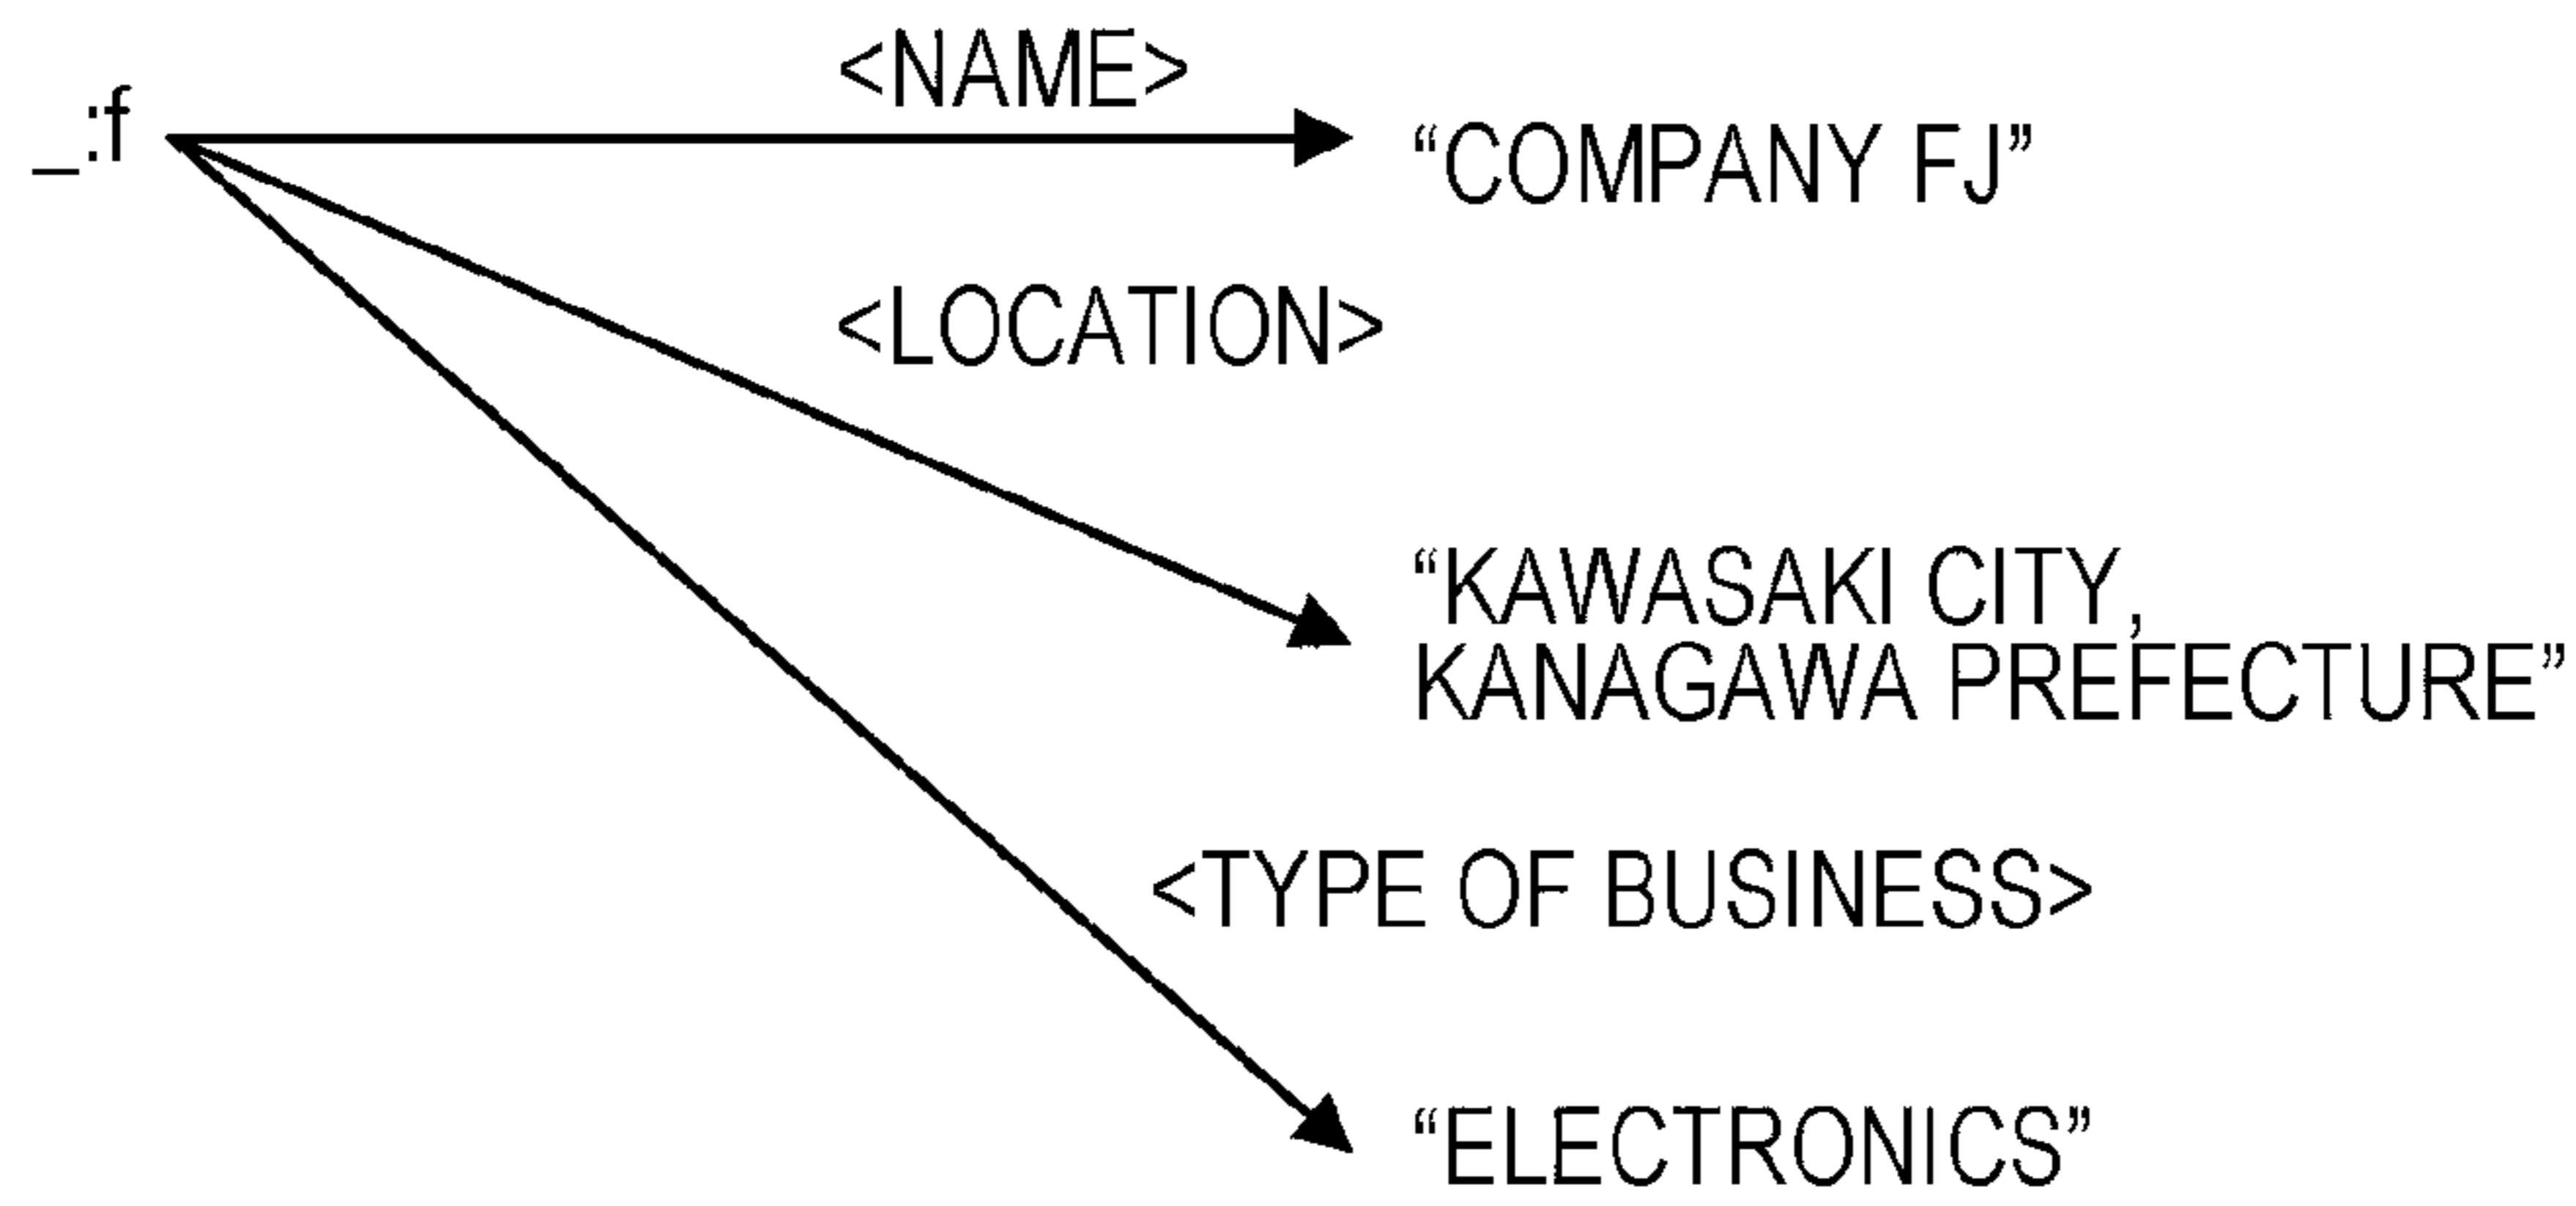 <NAME>
_:f
“COMPANY FJ”
<LOCATION>
“KAWASAKI CITY,
KANAGAWA PREFECTURE”
<TYPE OF BUSINESS>
“ELECTRONICS”